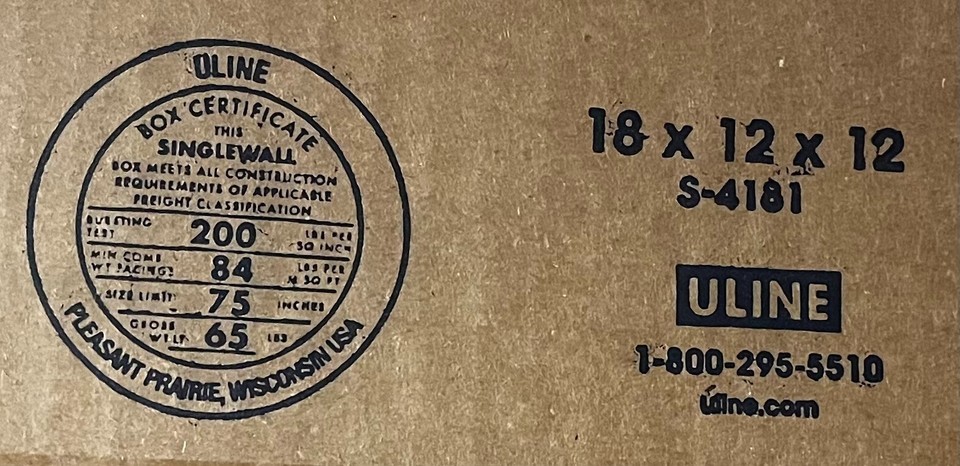 ULINE
BOX CERTIFICATE
THIS
SINGLEWALL
BOX MEETS ALL CONSTRUCTION
REQUIREMENTS OF APPLICABLE
FREIGHT CLASSIFICATION
BURSTING
TEST
200
LBS PER
SQ INCH
MIN COMB
WT FACINGS
84
LBS PER
M SQ FT
SIZE LIMIT
75
INCHES
GROSS
WT LT
65
LBS
PLEASANT PRAIRIE, WISCONSIN USA
18 x 12 x 12
S-4181
ULINE
1-800-295-5510
uline.com